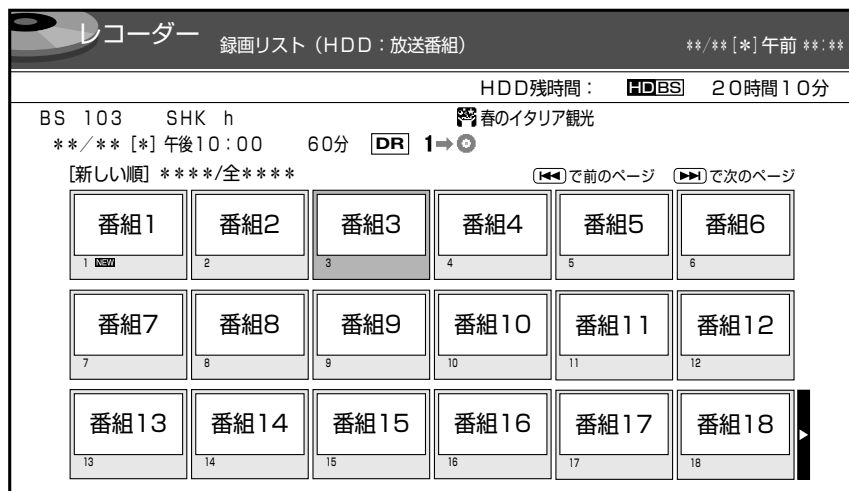 レコーダー 録画リスト（HDD：放送番組） **/**[*]午前 **:**
HDD残時間： HD BS 20時間10分
BS 103 SHK h 春のイタリア観光
**/** [*] 午後10：00 60分 DR 1➡
[新しい順] ****/全**** ⏮で前のページ ⏭で次のページ
番組1 番組2 番組3 番組4 番組5 番組6
1 NEW 2 3 4 5 6
番組7 番組8 番組9 番組10 番組11 番組12
7 8 9 10 11 12
番組13 番組14 番組15 番組16 番組17 番組18
13 14 15 16 17 18